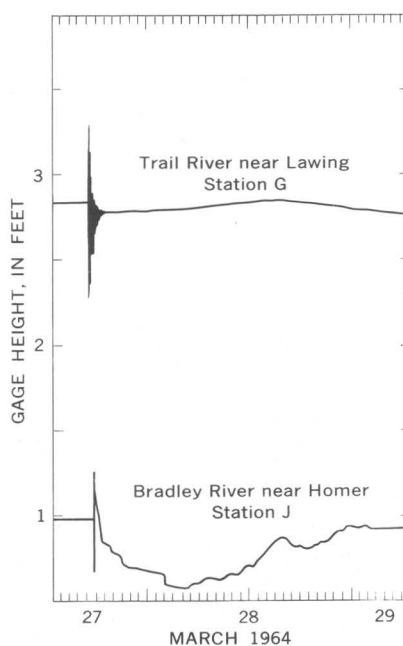 GAGE HEIGHT, IN FEET
3
2
1
Trail River near Lawing
Station G
Bradley River near Homer
Station J
27 28 29
MARCH 1964